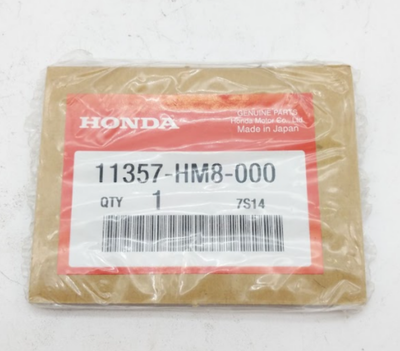 HONDA
GENUINE PARTS
Honda Motor Co., Ltd.
Made in Japan
11357-HM8-000
QTY 1 7S14